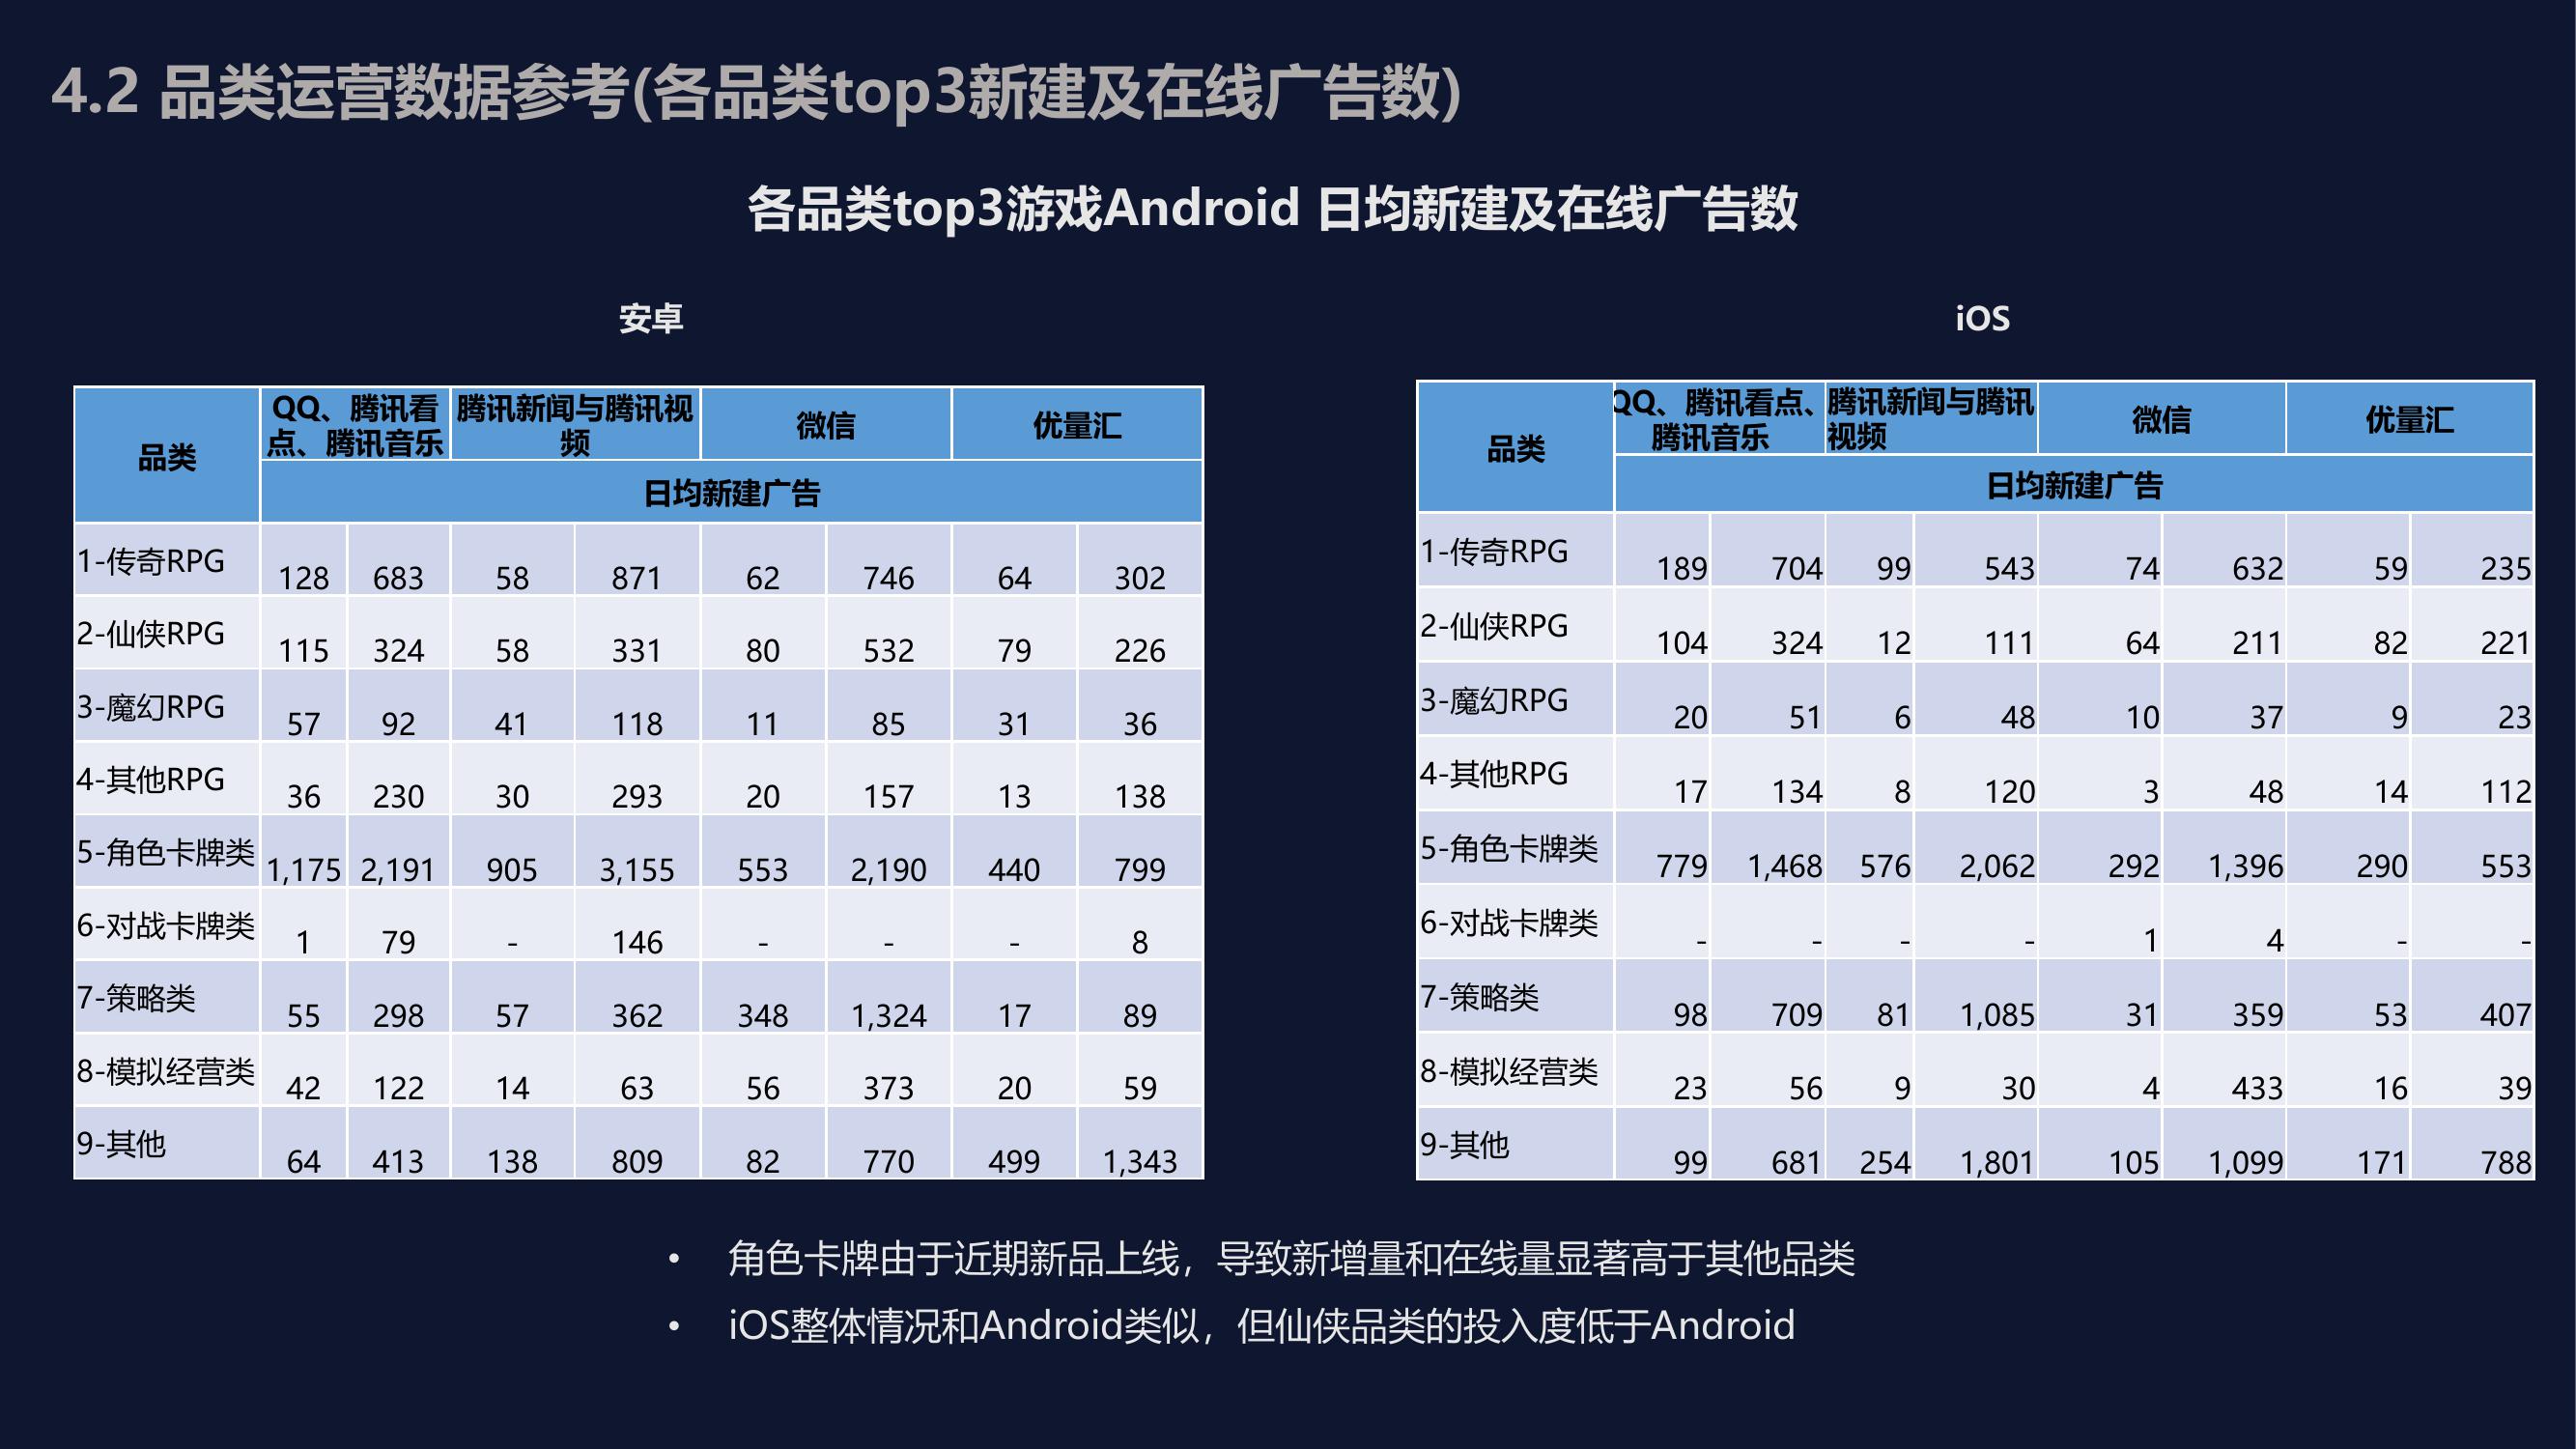 4.2 品类运营数据参考(各品类top3新建及在线广告数)
各品类top3游戏Android 日均新建及在线广告数
安卓
品类 QQ、腾讯看点、腾讯音乐 腾讯新闻与腾讯视频 微信 优量汇
日均新建广告
1-传奇RPG 128 683 58 871 62 746 64 302
2-仙侠RPG 115 324 58 331 80 532 79 226
3-魔幻RPG 57 92 41 118 11 85 31 36
4-其他RPG 36 230 30 293 20 157 13 138
5-角色卡牌类 1,175 2,191 905 3,155 553 2,190 440 799
6-对战卡牌类 1 79 - 146 - - - 8
7-策略类 55 298 57 362 348 1,324 17 89
8-模拟经营类 42 122 14 63 56 373 20 59
9-其他 64 413 138 809 82 770 499 1,343
iOS
品类 QQ、腾讯看点、腾讯音乐 腾讯新闻与腾讯视频 微信 优量汇
日均新建广告
1-传奇RPG 189 704 99 543 74 632 59 235
2-仙侠RPG 104 324 12 111 64 211 82 221
3-魔幻RPG 20 51 6 48 10 37 9 23
4-其他RPG 17 134 8 120 3 48 14 112
5-角色卡牌类 779 1,468 576 2,062 292 1,396 290 553
6-对战卡牌类 - - - - 1 4 - -
7-策略类 98 709 81 1,085 31 359 53 407
8-模拟经营类 23 56 9 30 4 433 16 39
9-其他 99 681 254 1,801 105 1,099 171 788
• 角色卡牌由于近期新品上线，导致新增量和在线量显著高于其他品类
• iOS整体情况和Android类似，但仙侠品类的投入度低于Android